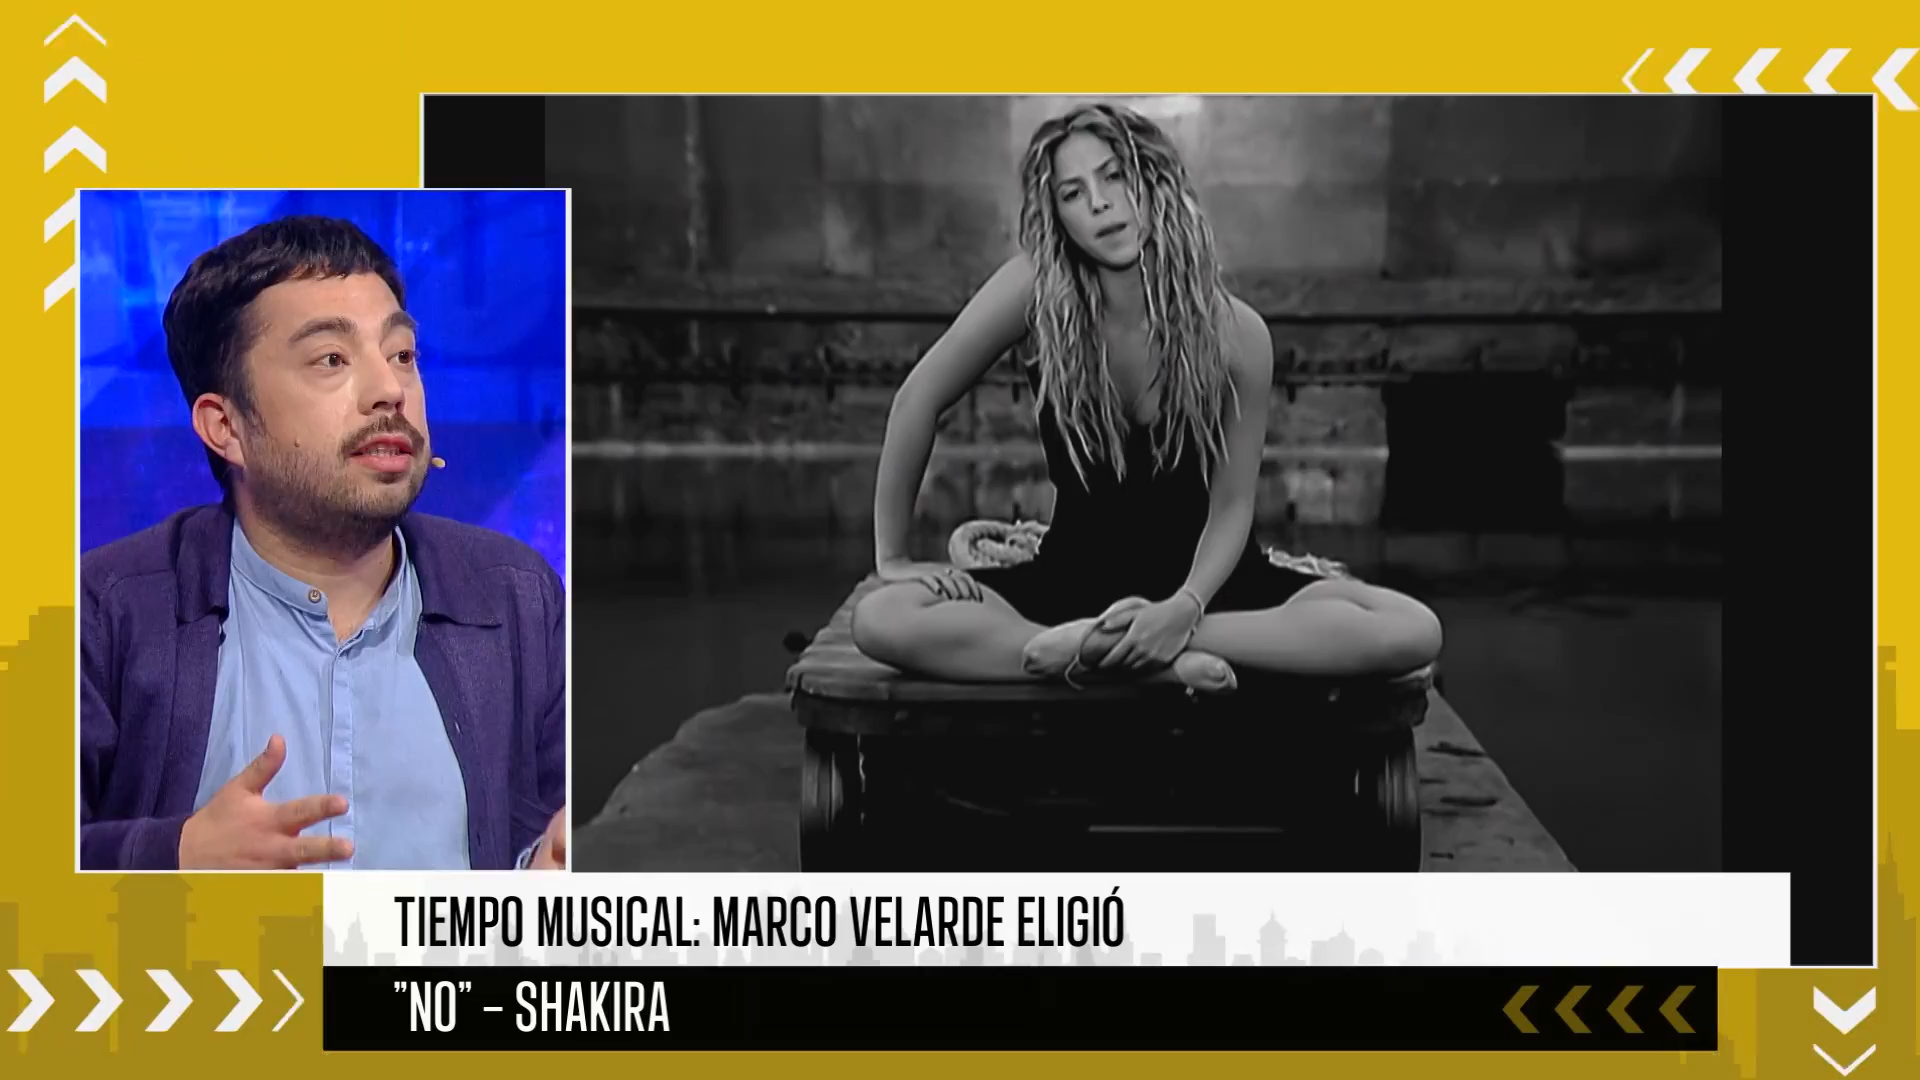 TIEMPO MUSICAL: MARCO VELARDE ELIGIÓ
”NO” – SHAKIRA